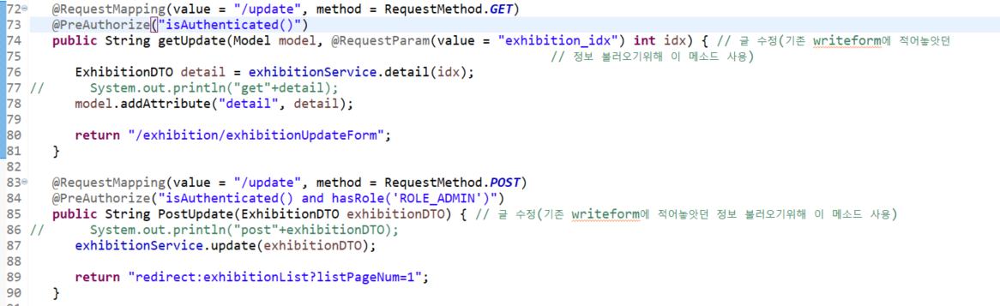 72 @RequestMapping(value = "/update", method = RequestMethod.GET)
73 @PreAuthorize("isAuthenticated()")
74 public String getUpdate(Model model, @RequestParam(value = "exhibition_idx") int idx) { // 글 수정(기존 writeform에 적어놓앗던
75 // 정보 불러오기위해 이 메소드 사용)
76 ExhibitionDTO detail = exhibitionService.detail(idx);
77 // System.out.println("get"+detail);
78 model.addAttribute("detail", detail);
79
80 return "/exhibition/exhibitionUpdateForm";
81 }
82
83 @RequestMapping(value = "/update", method = RequestMethod.POST)
84 @PreAuthorize("isAuthenticated() and hasRole('ROLE_ADMIN')")
85 public String PostUpdate(ExhibitionDTO exhibitionDTO) { // 글 수정(기존 writeform에 적어놓앗던 정보 불러오기위해 이 메소드 사용)
86 // System.out.println("post"+exhibitionDTO);
87 exhibitionService.update(exhibitionDTO);
88
89 return "redirect:exhibitionList?listPageNum=1";
90 }